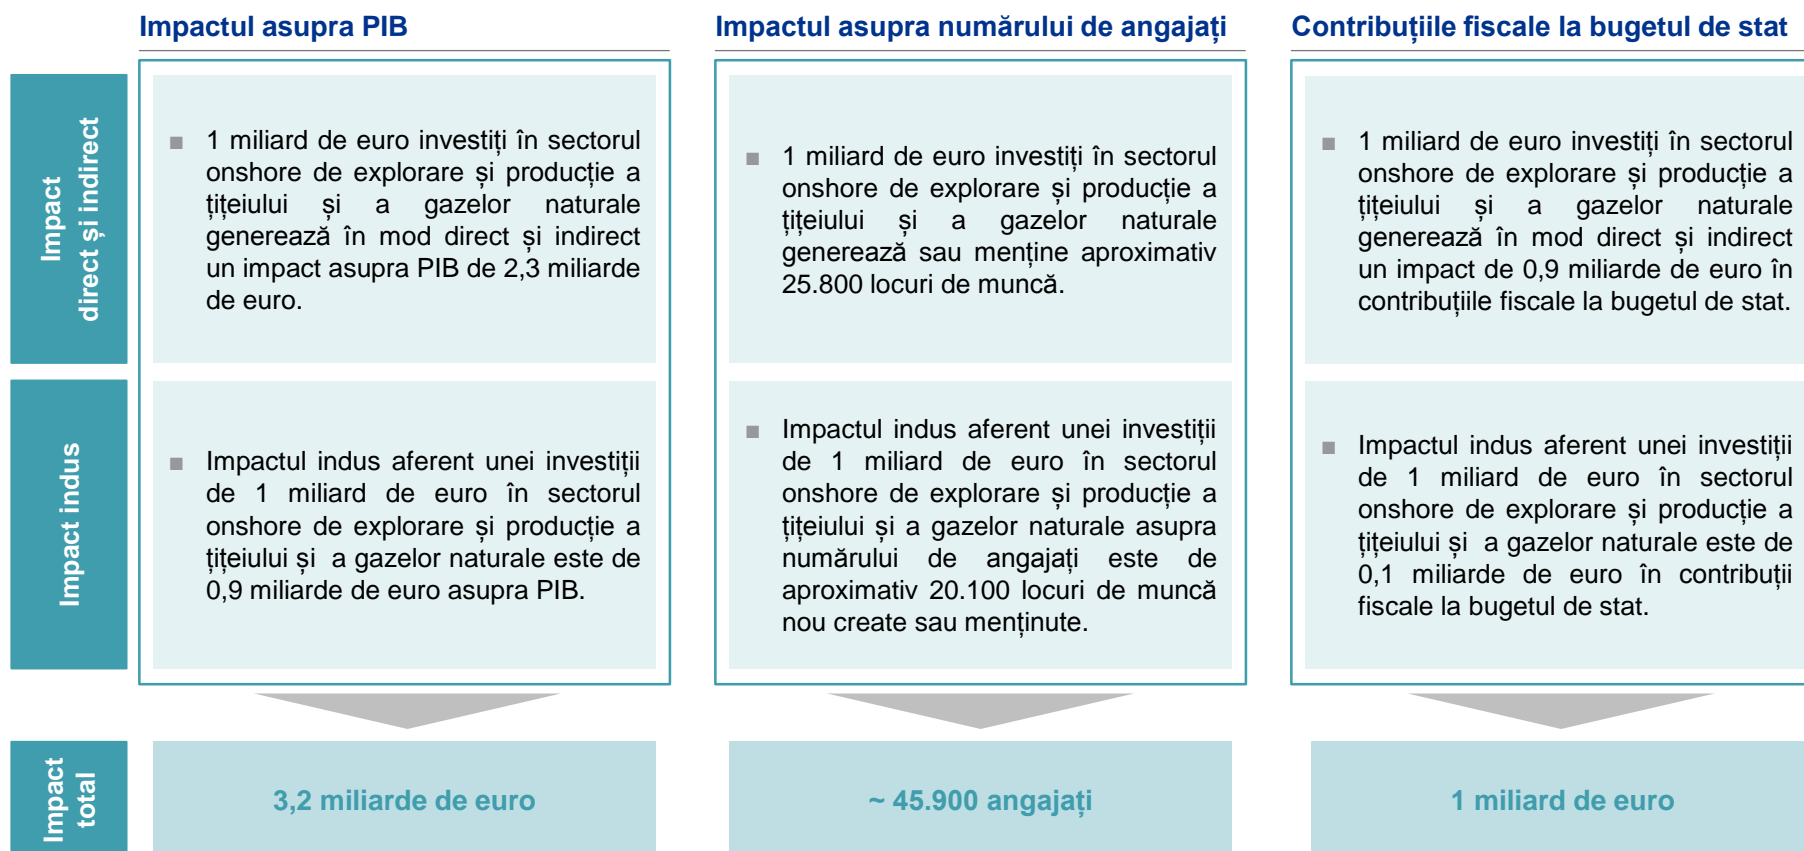 Impactul asupra PIB
Impactul asupra numărului de angajați
Contribuțiile fiscale la bugetul de stat
Impact
direct și indirect
■ 1 miliard de euro investiți în sectorul
onshore de explorare și producție a
țițeiului și a gazelor naturale
generează în mod direct și indirect
un impact asupra PIB de 2,3 miliarde
de euro.
■ 1 miliard de euro investiți în sectorul
onshore de explorare și producție a
țițeiului și a gazelor naturale
generează sau menține aproximativ
25.800 locuri de muncă.
■ 1 miliard de euro investiți în sectorul
onshore de explorare și producție a
țițeiului și a gazelor naturale
generează în mod direct și indirect
un impact de 0,9 miliarde de euro în
contribuțiile fiscale la bugetul de stat.
Impact indus
■ Impactul indus aferent unei investiții
de 1 miliard de euro în sectorul
onshore de explorare și producție a
țițeiului și a gazelor naturale este de
0,9 miliarde de euro asupra PIB.
■ Impactul indus aferent unei investiții
de 1 miliard de euro în sectorul
onshore de explorare și producție a
țițeiului și a gazelor naturale asupra
numărului de angajați este de
aproximativ 20.100 locuri de muncă
nou create sau menținute.
■ Impactul indus aferent unei investiții
de 1 miliard de euro în sectorul
onshore de explorare și producție a
țițeiului și a gazelor naturale este de
0,1 miliarde de euro în contribuții
fiscale la bugetul de stat.
Impact
total
3,2 miliarde de euro
~ 45.900 angajați
1 miliard de euro